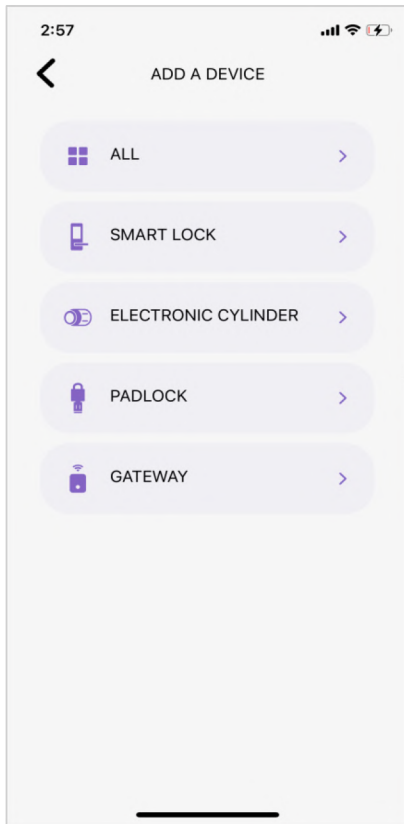 2:57
ADD A DEVICE
ALL
SMART LOCK
ELECTRONIC CYLINDER
PADLOCK
GATEWAY